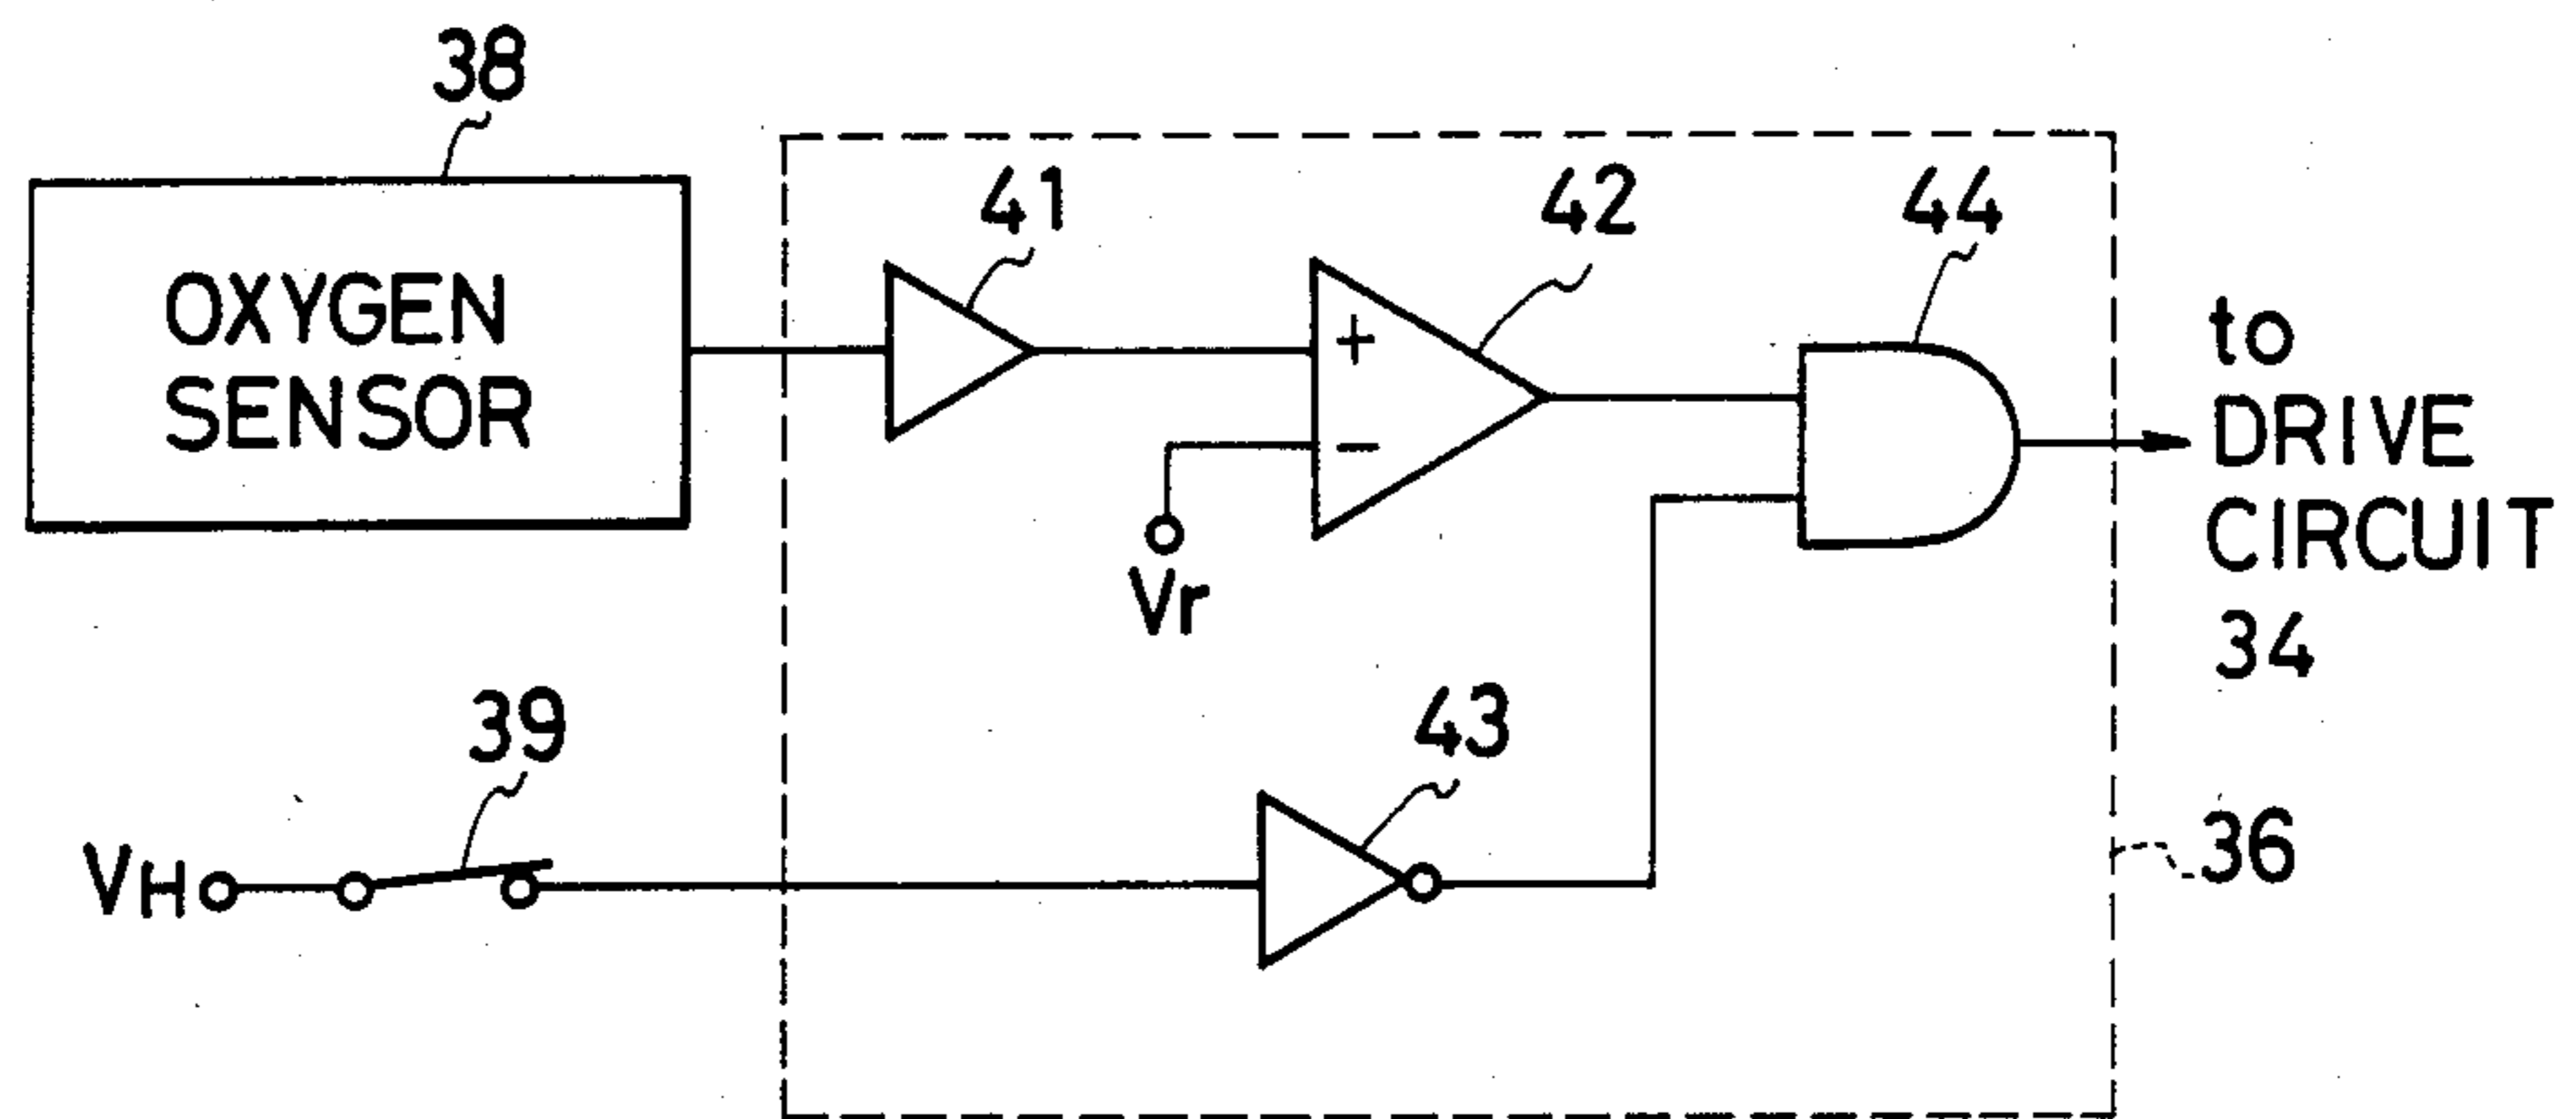 38
OXYGEN
SENSOR
41
42
44
+
−
Vr
to
DRIVE
CIRCUIT
34
39
VH
43
36